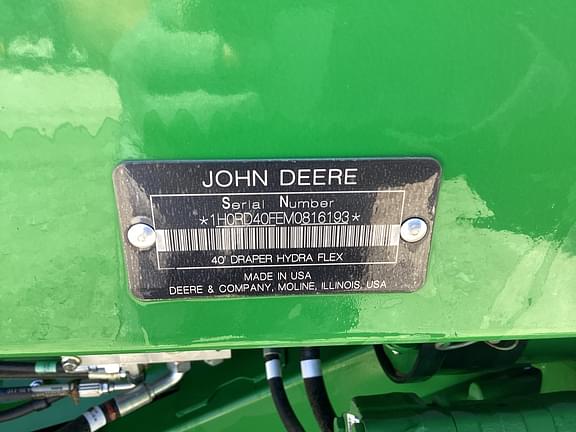 JOHN DEERE
Serial Number
*1H0RD40FEM0816193*
40' DRAPER HYDRA FLEX
MADE IN USA
DEERE & COMPANY, MOLINE, ILLINOIS, USA